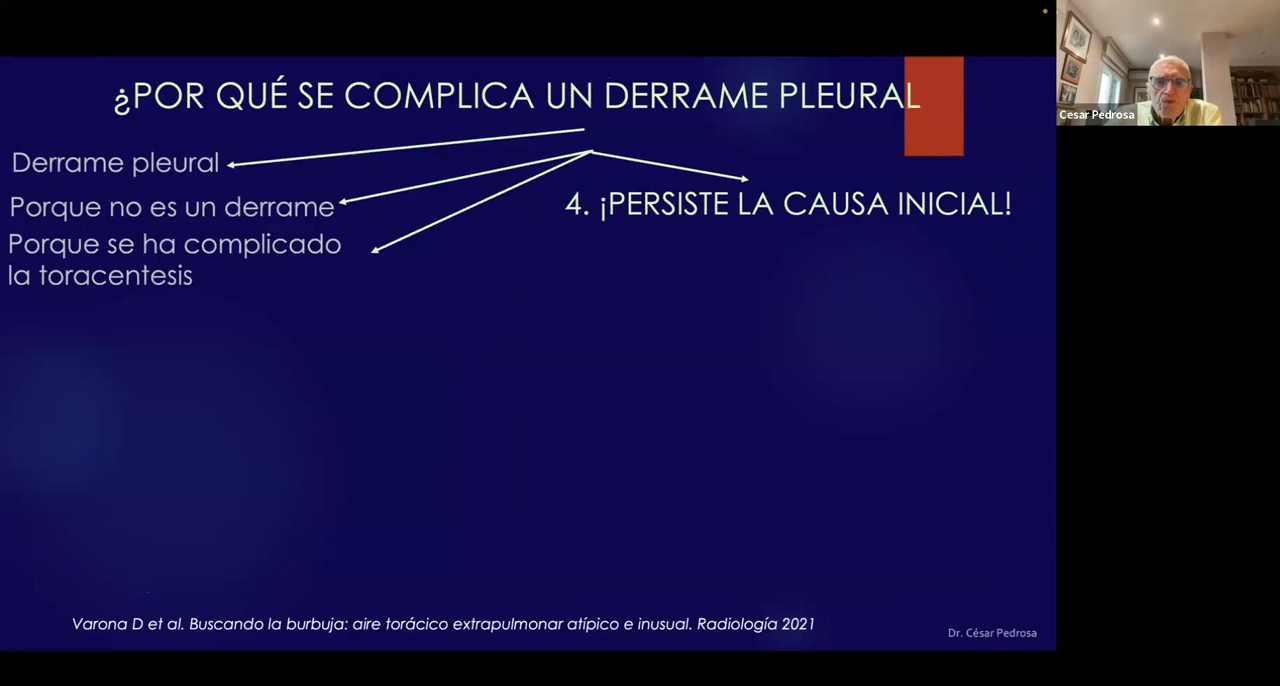 ¿POR QUÉ SE COMPLICA UN DERRAME PLEURAL
Derrame pleural
Porque no es un derrame
Porque se ha complicado
la toracentesis
4. ¡PERSISTE LA CAUSA INICIAL!
Varona D et al. Buscando la burbuja: aire torácico extrapulmonar atípico e inusual. Radiología 2021
Dr. César Pedrosa
Cesar Pedrosa